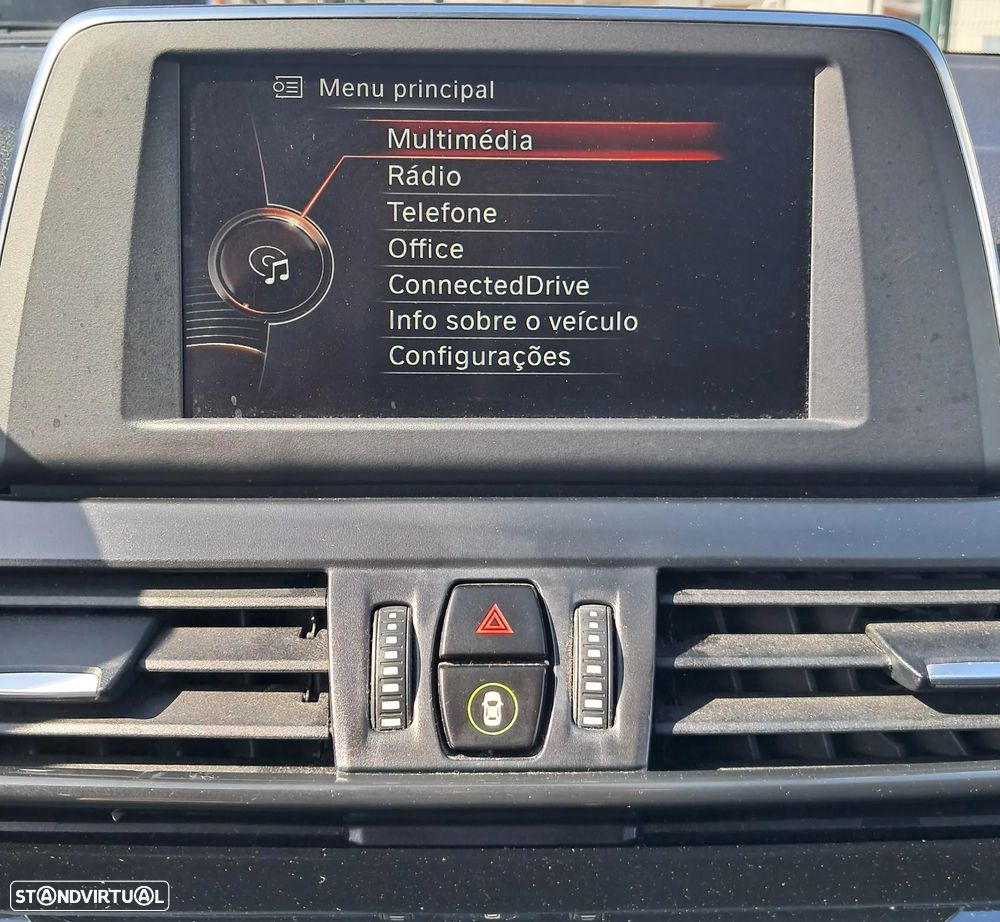 Menu principal
Multimédia
Rádio
Telefone
Office
ConnectedDrive
Info sobre o veículo
Configurações
STANDVIRTUAL